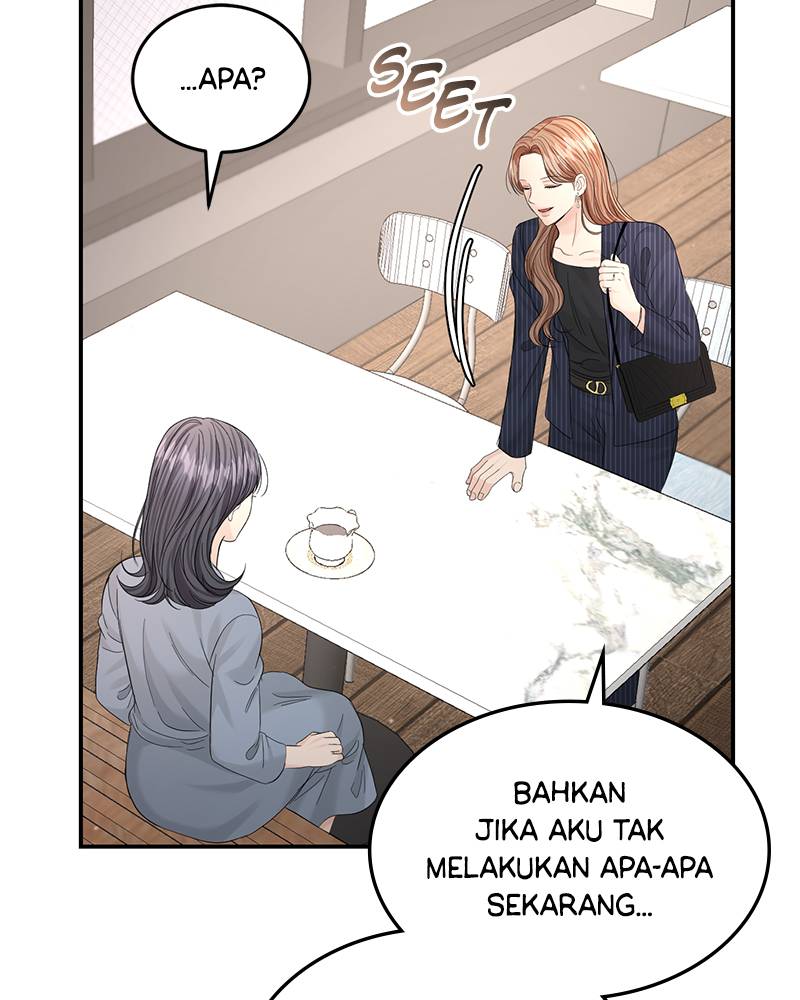 ...APA?
SEET
BAHKAN
JIKA AKU TAK
MELAKUKAN APA-APA
SEKARANG...